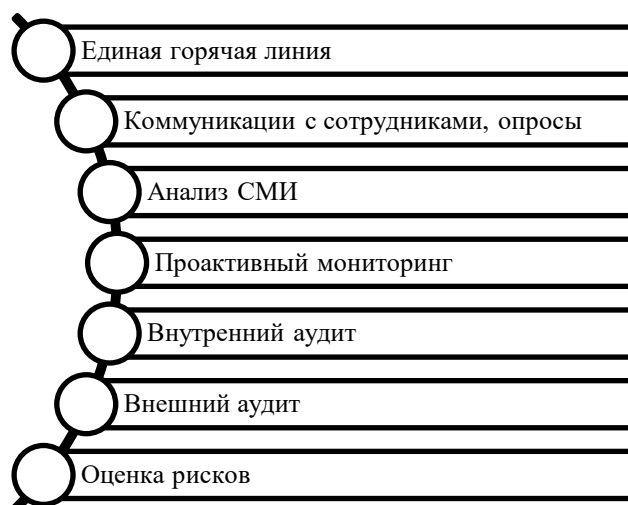 Единая горячая линия
Коммуникации с сотрудниками, опросы
Анализ СМИ
Проактивный мониторинг
Внутренний аудит
Внешний аудит
Оценка рисков